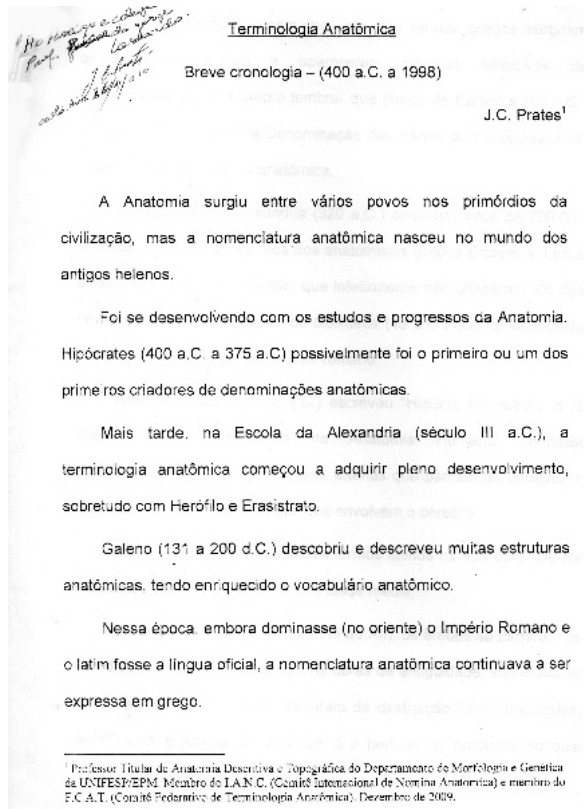 Ao
colega
Prof.
Terminologia Anatômica
Breve cronologia – (400 a.C. a 1998)
J.C. Prates¹
A Anatomia surgiu entre vários povos nos primórdios da
civilização, mas a nomenclatura anatômica nasceu no mundo dos
antigos helenos.
Foi se desenvolvendo com os estudos e progressos da Anatomia.
Hipócrates (400 a.C. a 375 a.C) possivelmente foi o primeiro ou um dos
primeiros criadores de denominações anatômicas.
Mais tarde, na Escola da Alexandria (século III a.C.), a
terminologia anatômica começou a adquirir pleno desenvolvimento,
sobretudo com Herófilo e Erasistrato.
Galeno (131 a 200 d.C.) descobriu e descreveu muitas estruturas
anatômicas, tendo enriquecido o vocabulário anatômico.
Nessa época, embora dominasse (no oriente) o Império Romano e
o latim fosse a língua oficial, a nomenclatura anatômica continuava a ser
expressa em grego.
¹ Professor Titular de Anatomia Descritiva e Topográfica do Departamento de Morfologia e Genética
da UNIFESP/EPM. Membro do I.A.N.C. (Comitê Internacional de Nomina Anatomica) e membro do
F.C.A.T. (Comitê Federativo de Terminologia Anatômica). Dezembro de 2009.